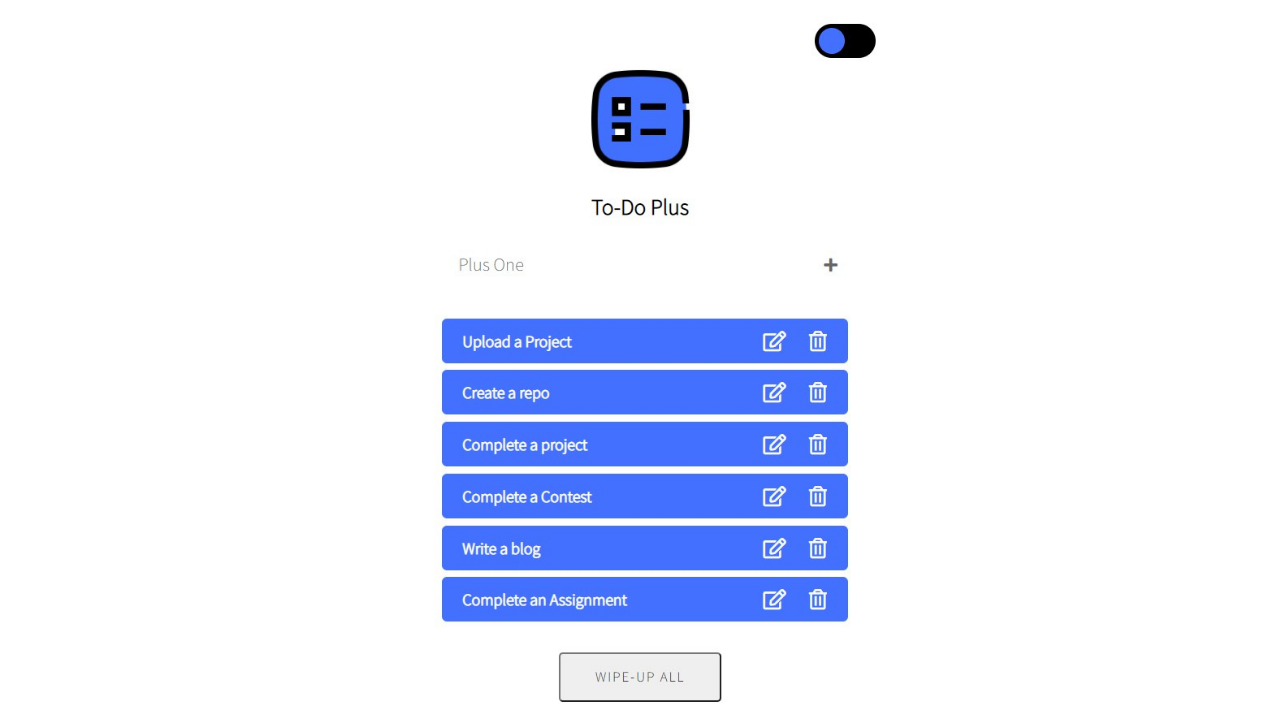 To-Do Plus
Plus One
Upload a Project
Create a repo
Complete a project
Complete a Contest
Write a blog
Complete an Assignment
WIPE-UP ALL